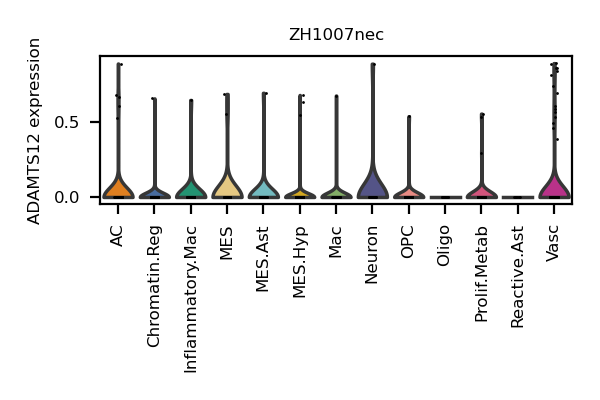 ZH1007nec
ADAMTS12 expression
0.5
0.0
AC
Chromatin.Reg
Inflammatory.Mac
MES
MES.Ast
MES.Hyp
Mac
Neuron
OPC
Oligo
Prolif.Metab
Reactive.Ast
Vasc